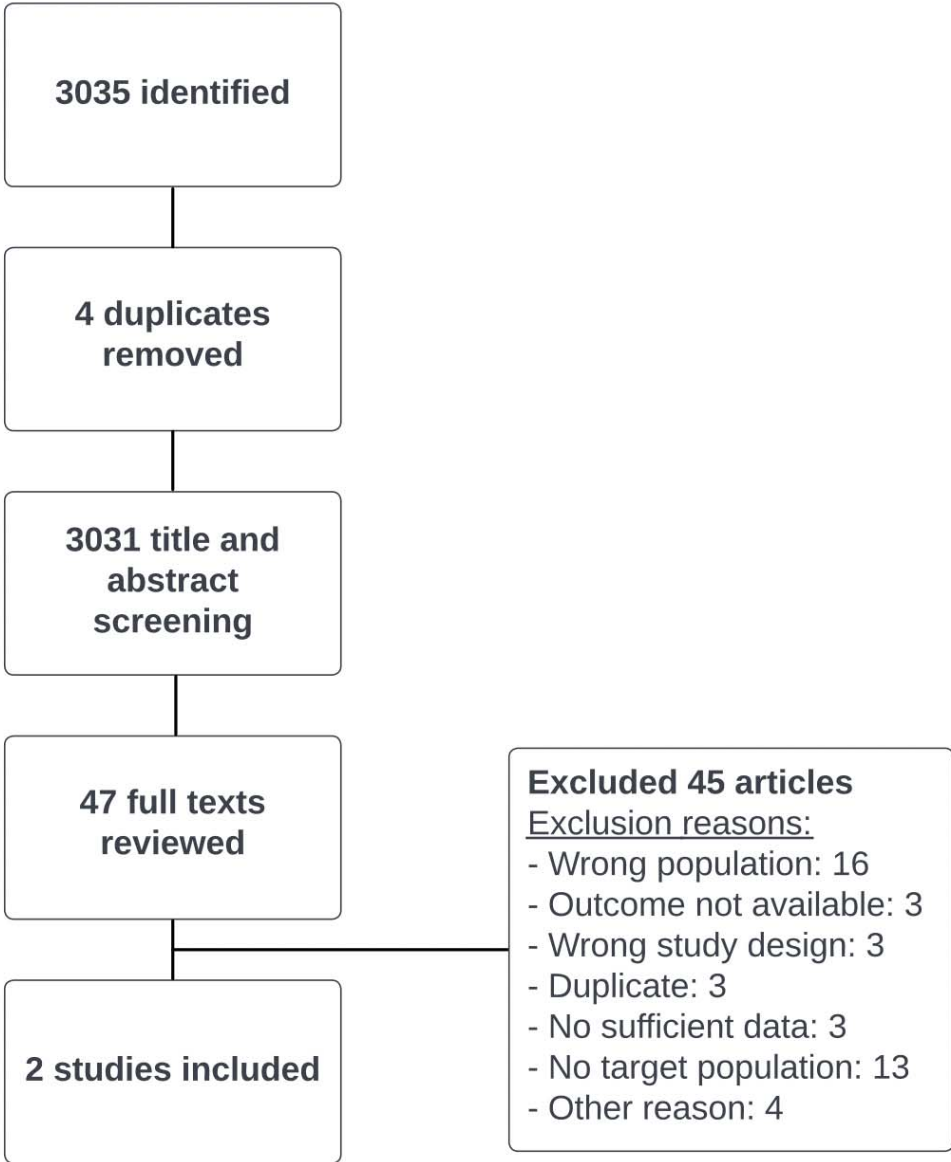 3035 identified
4 duplicates
removed
3031 title and
abstract
screening
47 full texts
reviewed
Excluded 45 articles
Exclusion reasons:
- Wrong population: 16
- Outcome not available: 3
- Wrong study design: 3
- Duplicate: 3
- No sufficient data: 3
- No target population: 13
- Other reason: 4
2 studies included